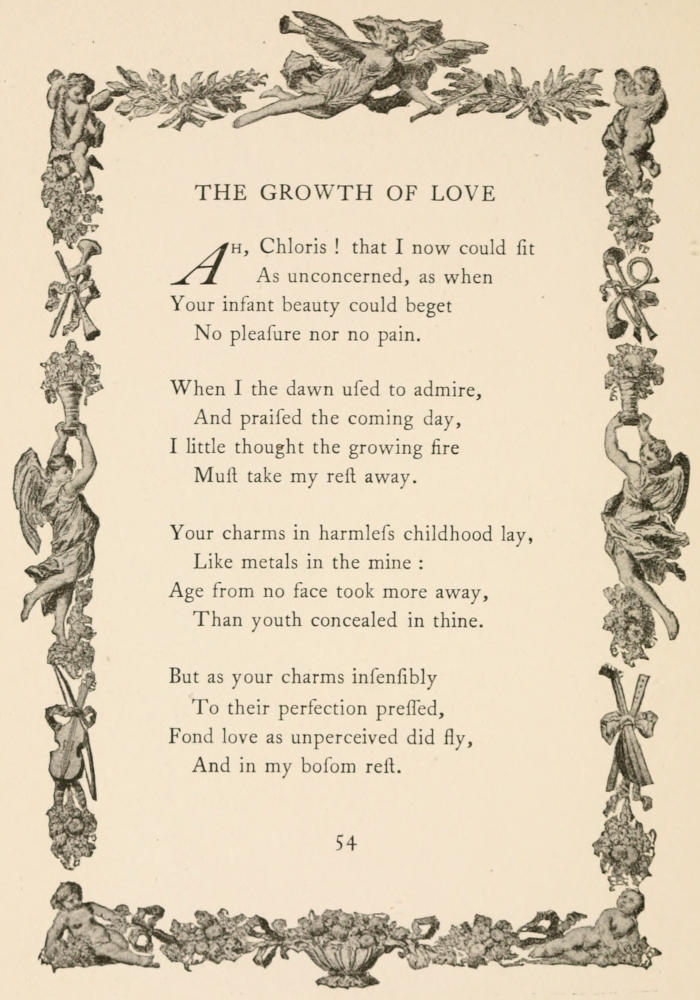 THE GROWTH OF LOVE
AH, Chloris ! that I now could ſit
As unconcerned, as when
Your infant beauty could beget
No pleaſure nor no pain.
When I the dawn uſed to admire,
And praiſed the coming day,
I little thought the growing fire
Muſt take my reſt away.
Your charms in harmleſs childhood lay,
Like metals in the mine :
Age from no face took more away,
Than youth concealed in thine.
But as your charms inſenſibly
To their perfection preſſed,
Fond love as unperceived did fly,
And in my boſom reſt.
54